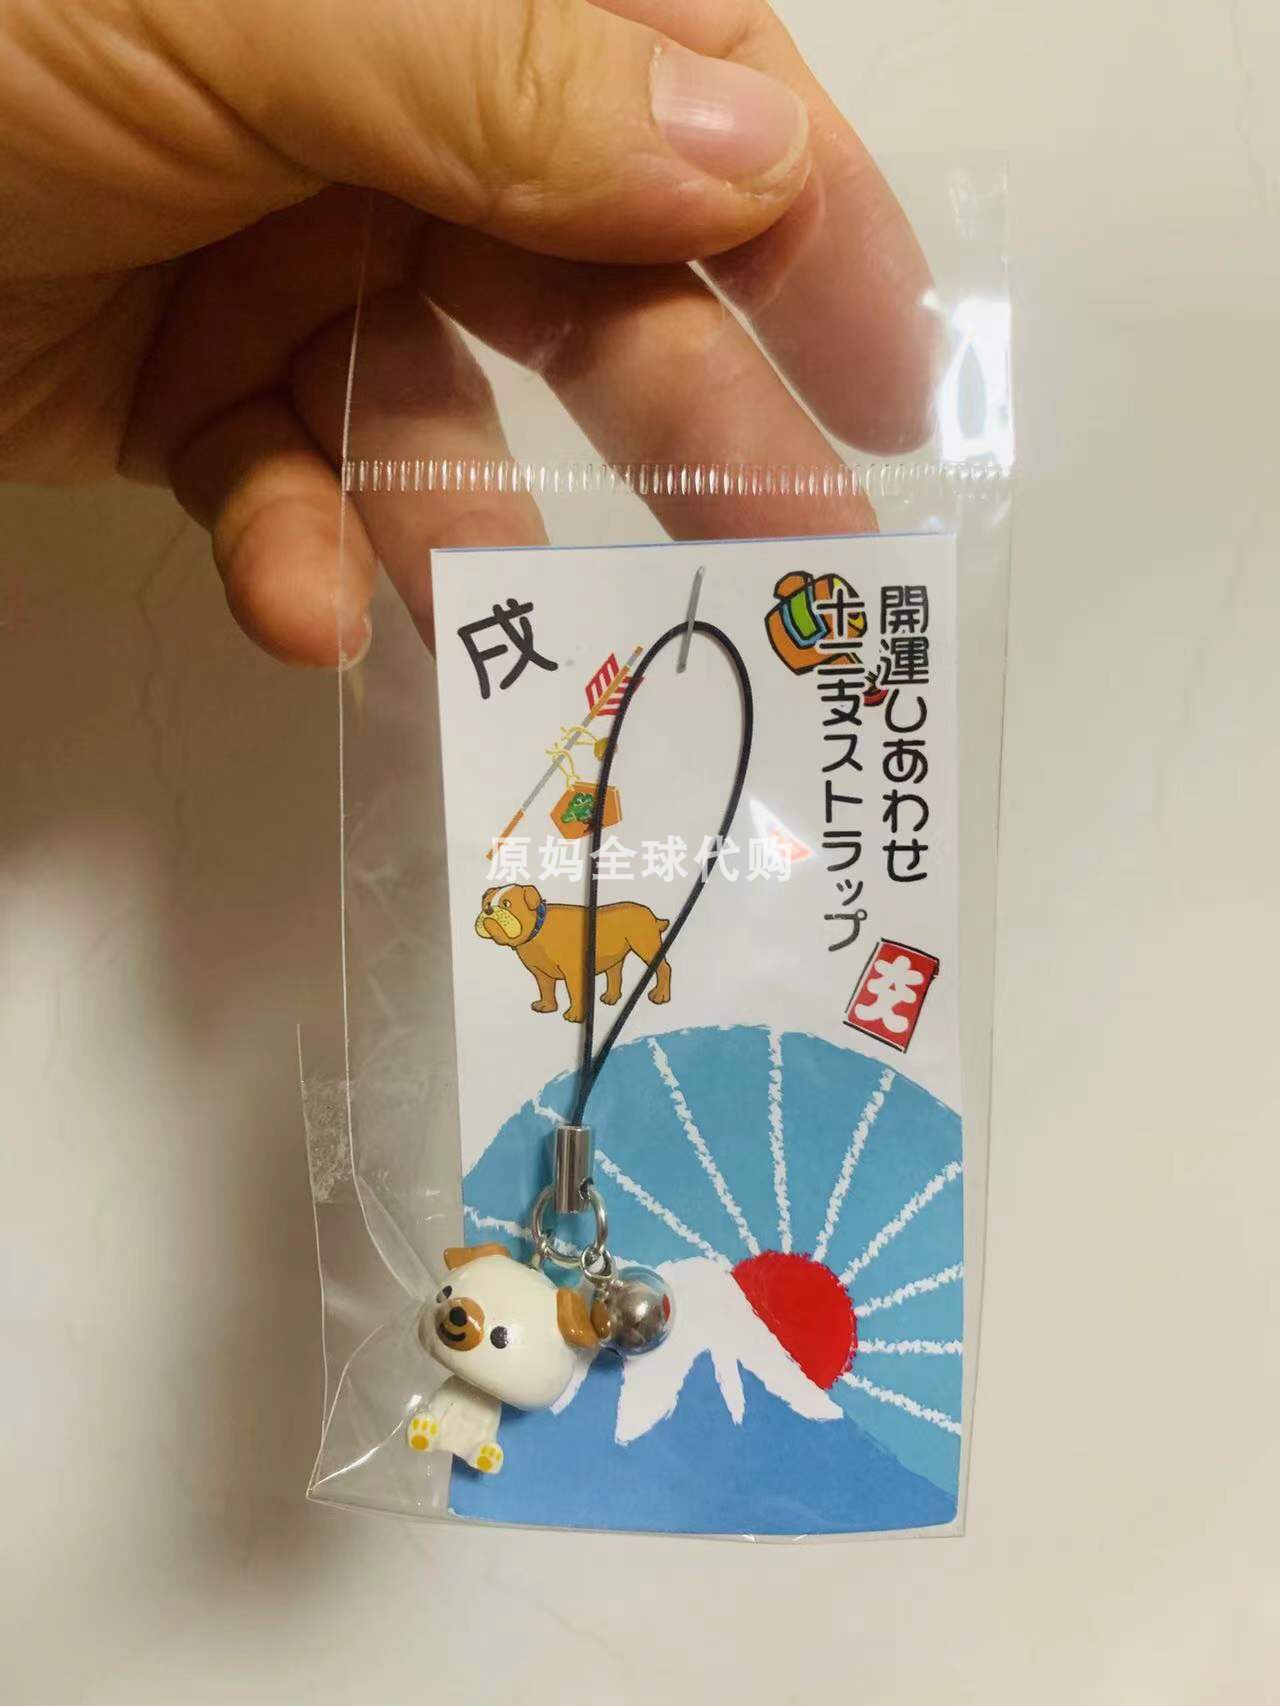 開運しあわせ
十二支ストラップ
戌
原妈全球代购